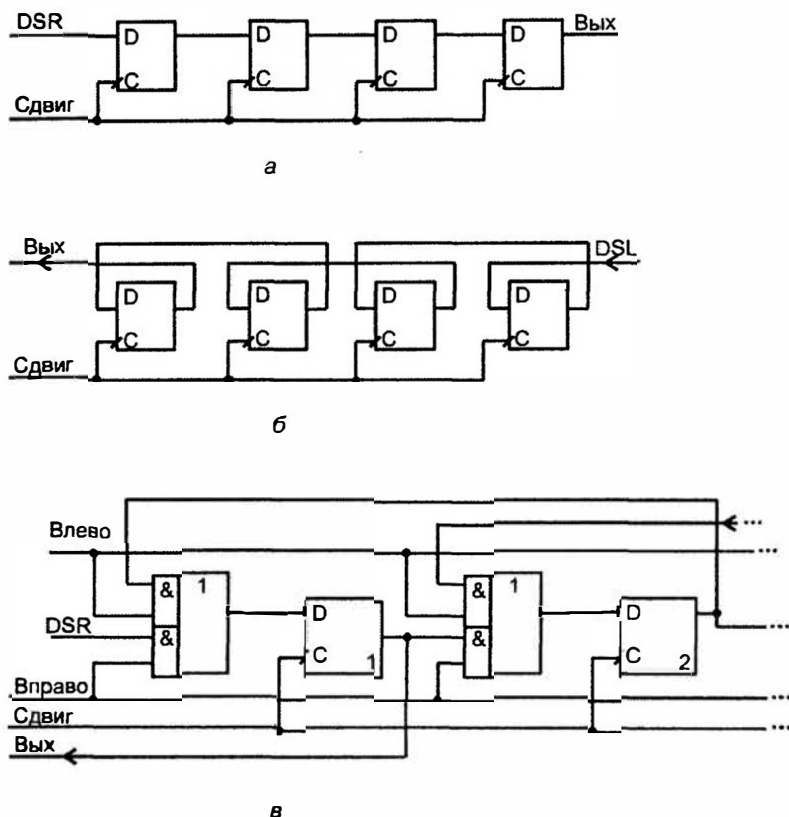 DSR D D D D Вых
C C C C
Сдвиг
а
Вых DSL
D D D D
C C C C
Сдвиг
б
Влево ...
...
& 1 & 1
D D
DSR & & ...
C 1 C 2
Вправо ...
Сдвиг ...
Вых
в